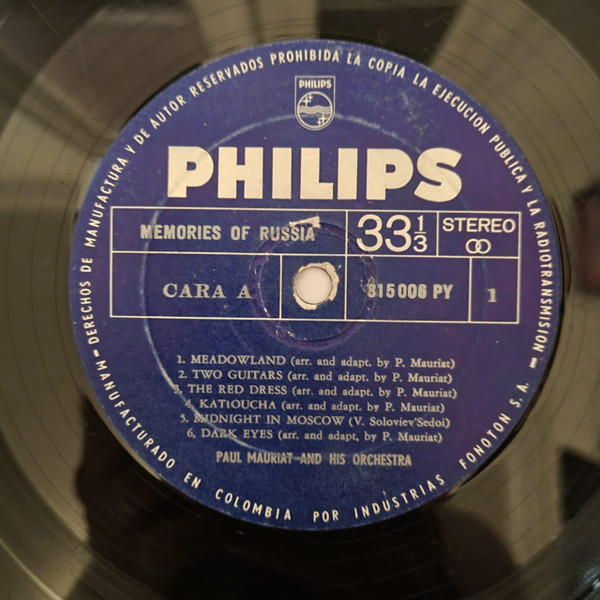 DERECHOS DE MANUFACTURA Y DE AUTOR RESERVADOS PROHIBIDA LA COPIA LA EJECUCION PUBLICA Y LA RADIOTRANSMISION
PHILIPS
PHILIPS
MEMORIES OF RUSSIA
33 1/3
STEREO
CARA A
815006 PY
1
1. MEADOWLAND (arr. and adapt. by P. Mauriat)
2. TWO GUITARS (arr. and adapt. by P. Mauriat)
3. THE RED DRESS (arr. and adapt. by P. Mauriat)
4. KATIOUCHA (arr. and adapt. by P. Mauriat)
5. MIDNIGHT IN MOSCOW (V. Soloviev'Sedoi)
6, DARK EYES (arr. and adapt. by P. Mauriat)
PAUL MAURIAT AND HIS ORCHESTRA
MANUFACTURADO EN COLOMBIA POR INDUSTRIAS FONOTON S.A.